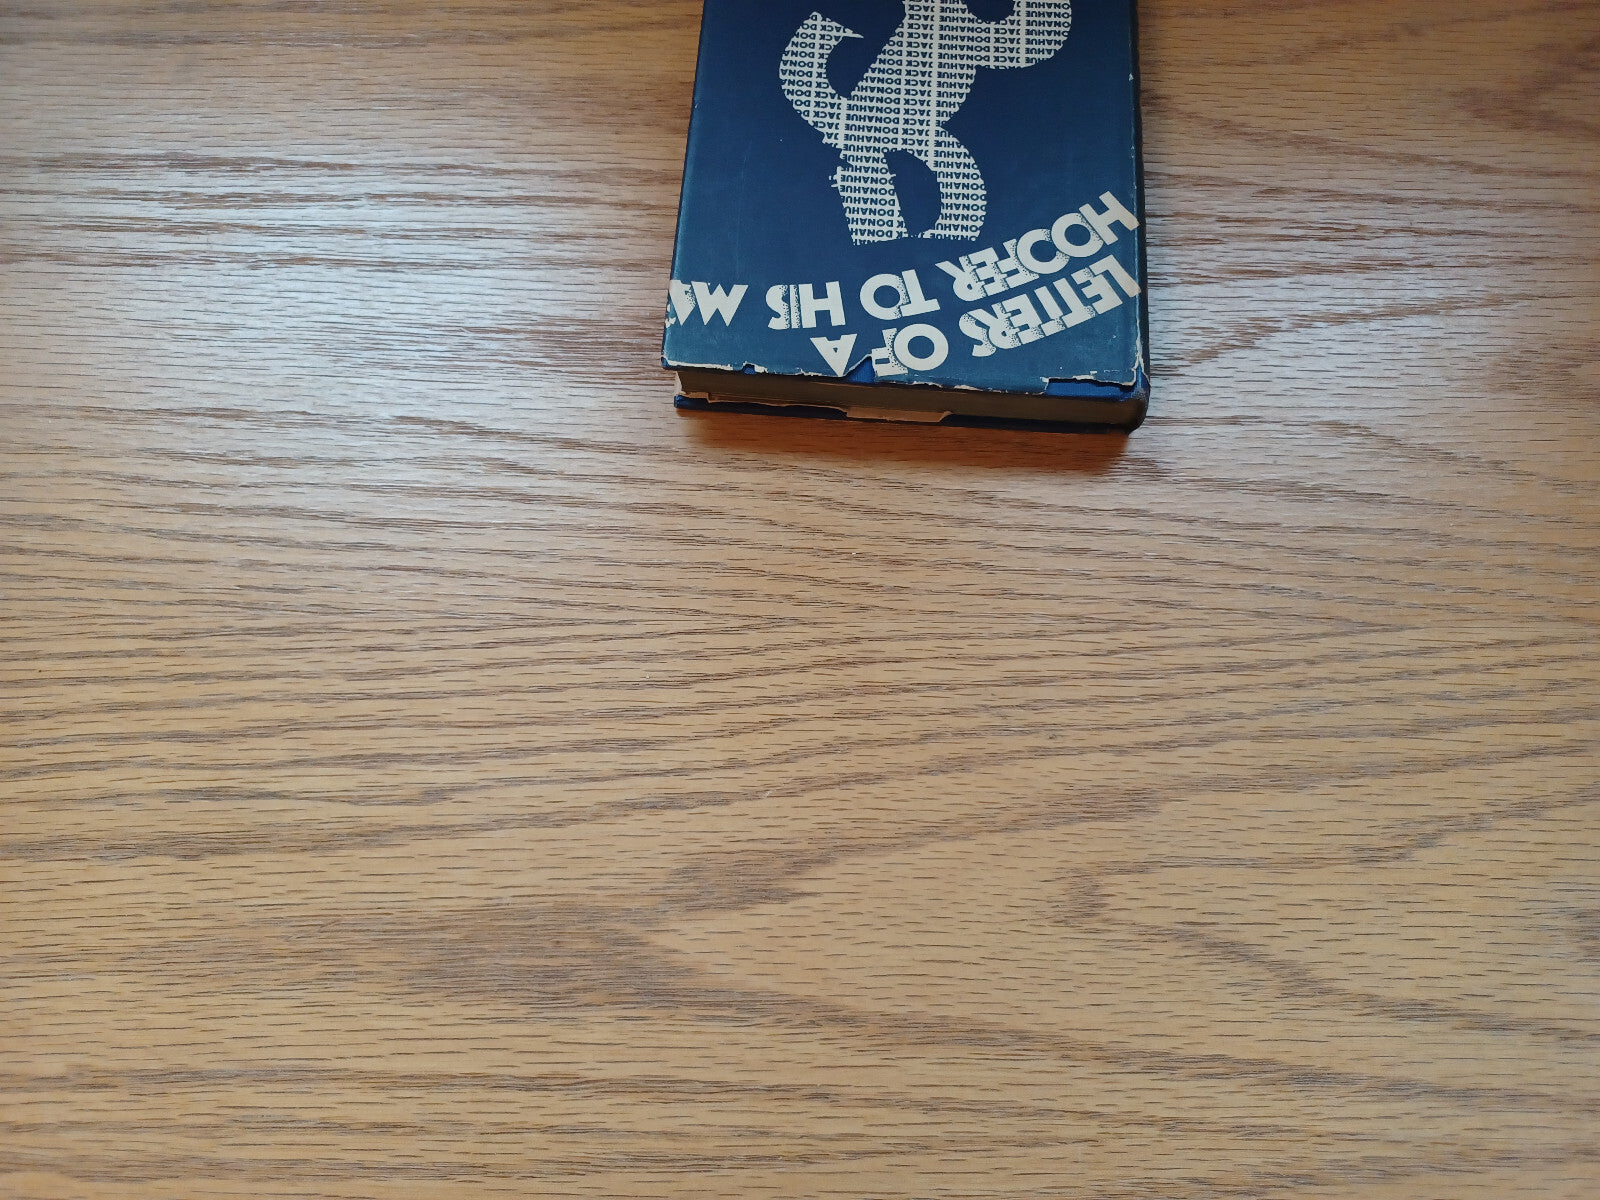 LETTERS OF A
HOOFER TO HIS MA
JACK DONAHUE